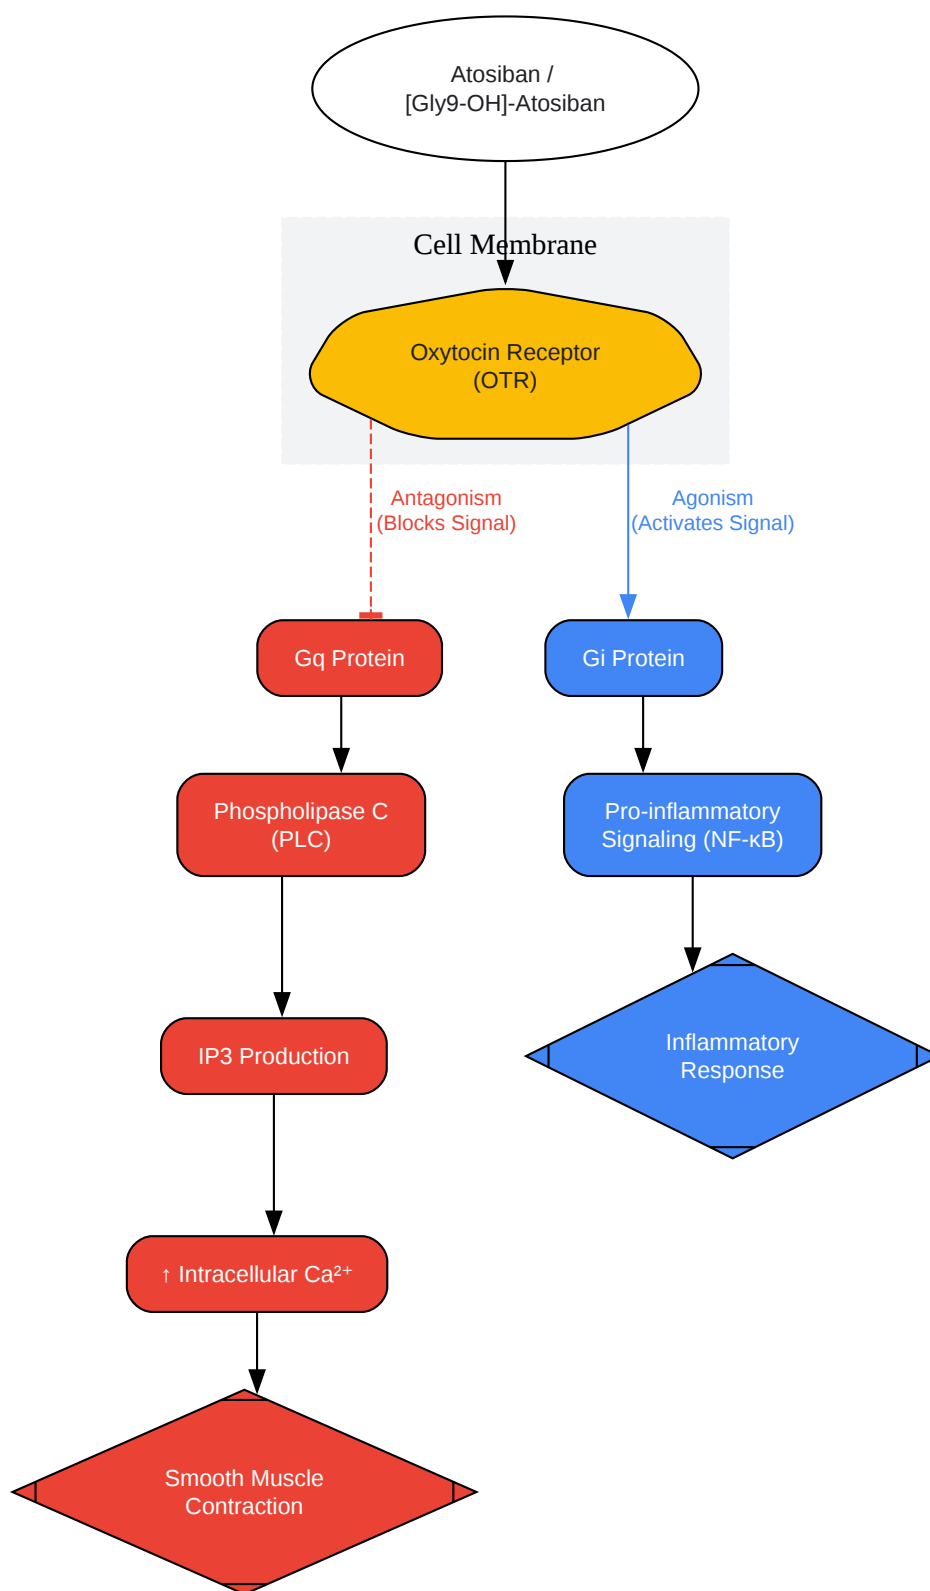 Atosiban /
[Gly9-OH]-Atosiban
Cell Membrane
Oxytocin Receptor
(OTR)
Antagonism
(Blocks Signal)
Agonism
(Activates Signal)
Gq Protein
Gi Protein
Phospholipase C
(PLC)
Pro-inflammatory
Signaling (NF-κB)
IP3 Production
Inflammatory
Response
↑ Intracellular Ca²⁺
Smooth Muscle
Contraction